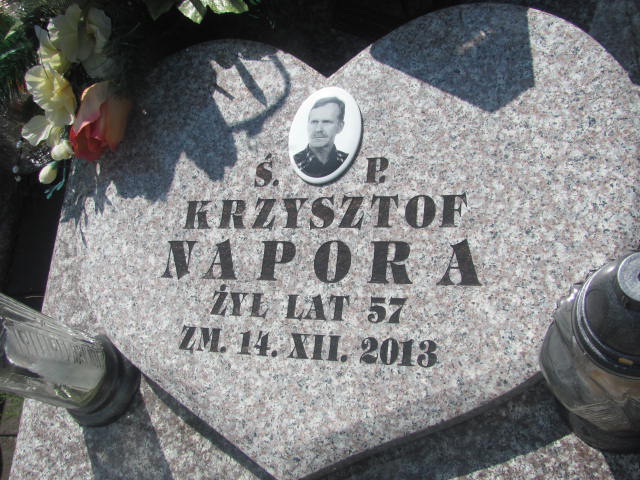 Ś. P.
KRZYSZTOF
NAPORA
ŻYŁ LAT 57
ZM. 14. XII. 2013